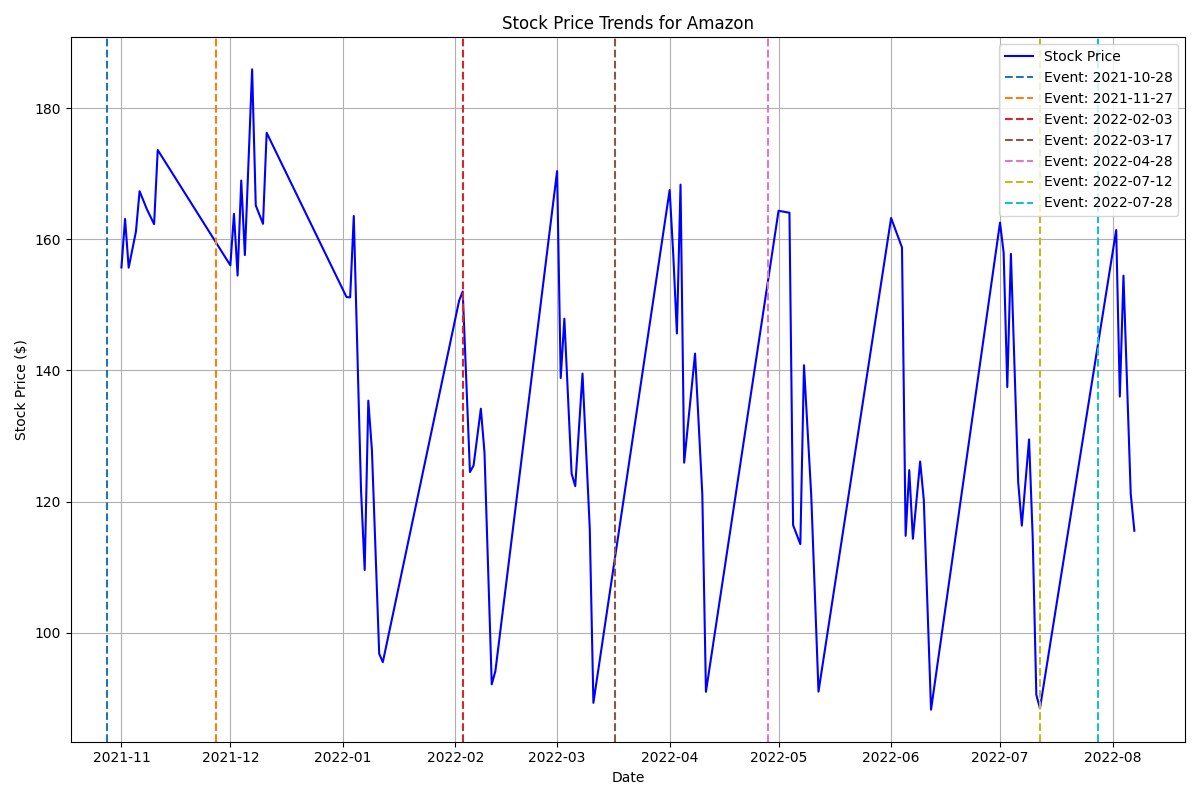 Stock Price Trends for Amazon
Stock Price
Event: 2021-10-28
Event: 2021-11-27
Event: 2022-02-03
Event: 2022-03-17
Event: 2022-04-28
Event: 2022-07-12
Event: 2022-07-28
Stock Price ($)
180
160
140
120
100
2021-11 2021-12 2022-01 2022-02 2022-03 2022-04 2022-05 2022-06 2022-07 2022-08
Date